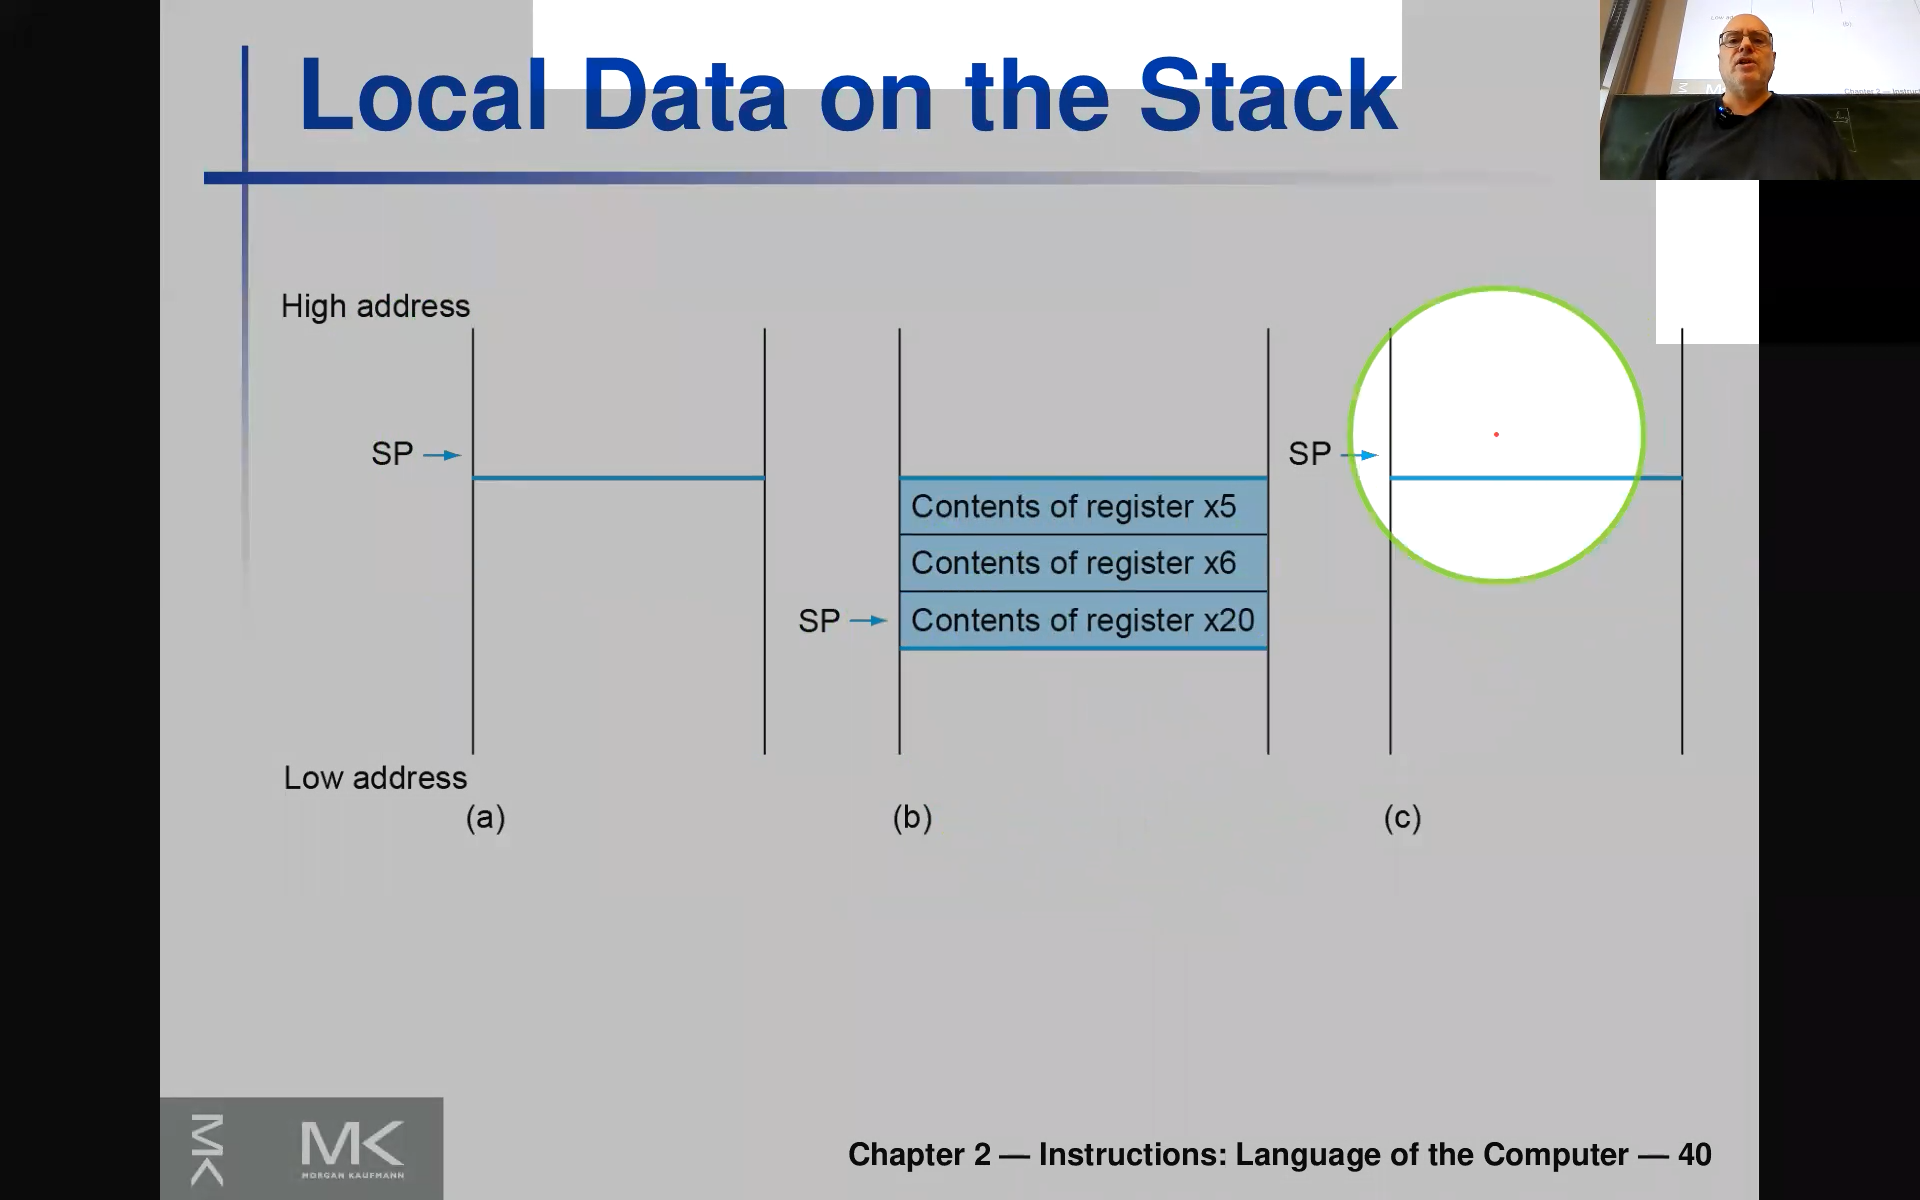 Local Data on the Stack
High address
SP
SP
Contents of register x5
Contents of register x6
SP
Contents of register x20
Low address
(a)
(b)
(c)
MK
MK
MORGAN KAUFMANN
Chapter 2 — Instructions: Language of the Computer — 40